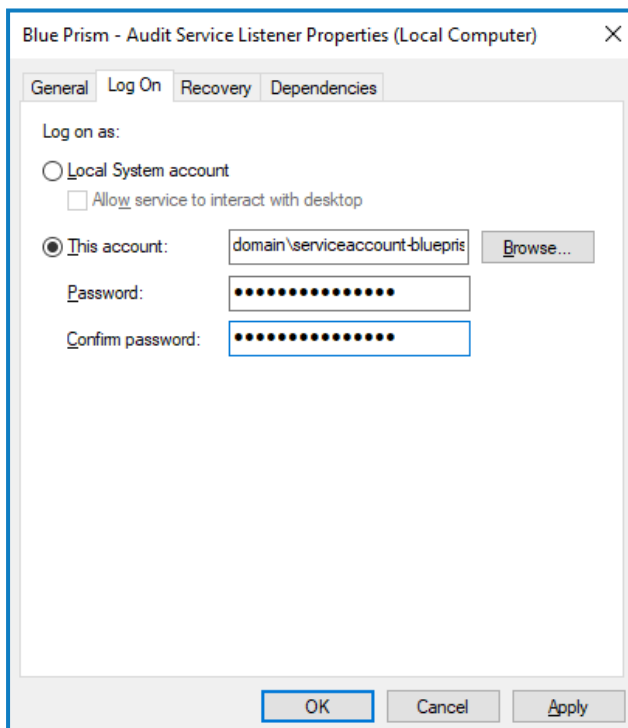 Blue Prism - Audit Service Listener Properties (Local Computer)
General Log On Recovery Dependencies
Log on as:
Local System account
Allow service to interact with desktop
This account: domain\serviceaccount-bluepris Browse...
Password: ●●●●●●●●●●●●●●●
Confirm password: ●●●●●●●●●●●●●●●
OK Cancel Apply